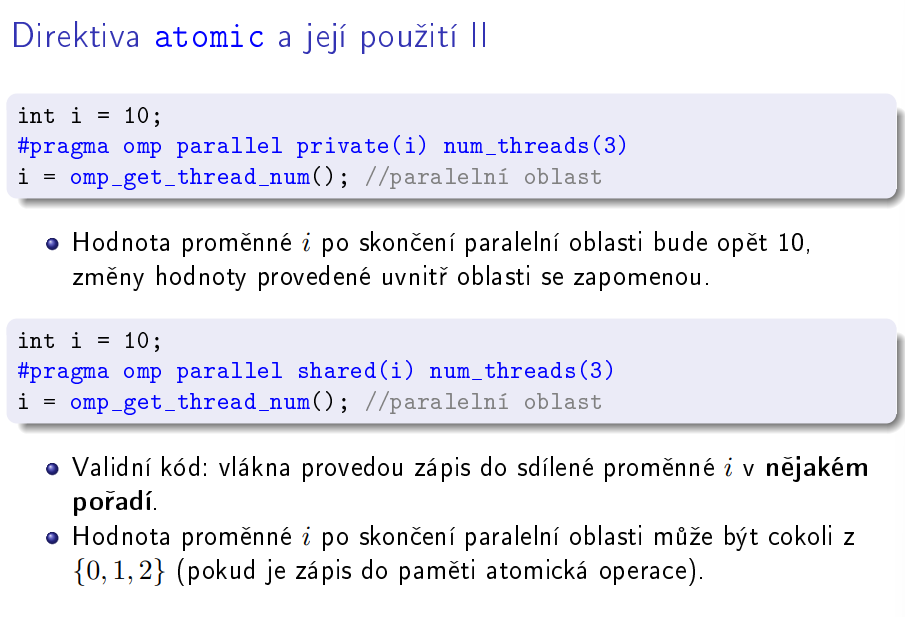 Direktiva atomic a její použití II
int i = 10;
#pragma omp parallel private(i) num_threads(3)
i = omp_get_thread_num(); //paralelní oblast
Hodnota proměnné i po skončení paralelní oblasti bude opět 10,
změny hodnoty provedené uvnitř oblasti se zapomenou.
int i = 10;
#pragma omp parallel shared(i) num_threads(3)
i = omp_get_thread_num(); //paralelní oblast
Validní kód: vlákna provedou zápis do sdílené proměnné i v nějakém
pořadí.
Hodnota proměnné i po skončení paralelní oblasti může být cokoli z
{0, 1, 2} (pokud je zápis do paměti atomická operace).